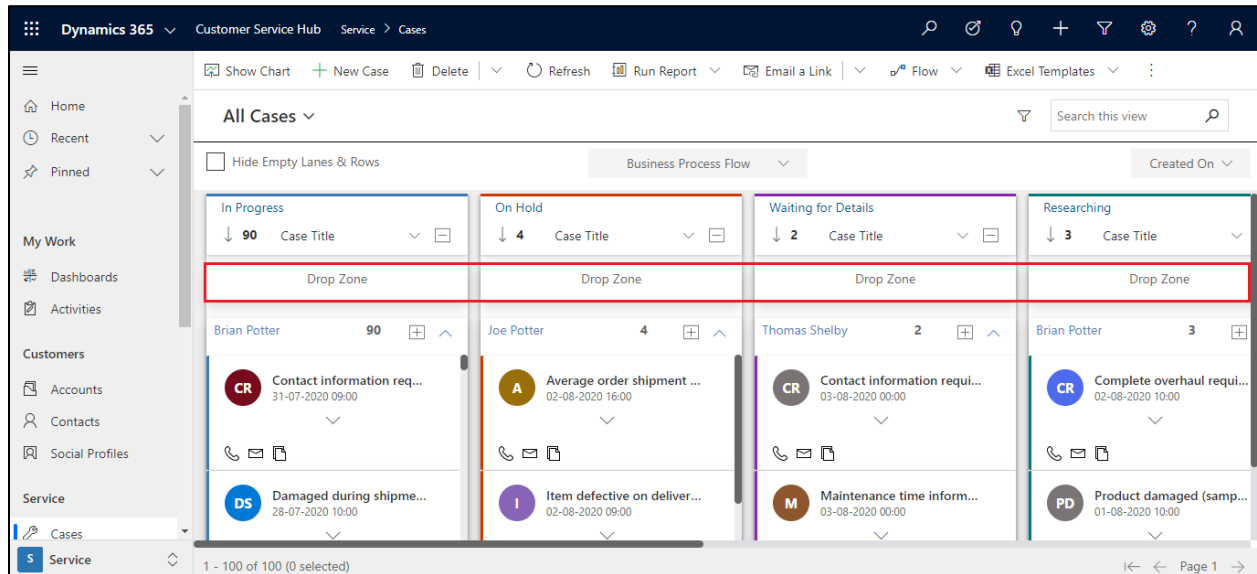 Dynamics 365 Customer Service Hub Service > Cases
Show Chart New Case Delete Refresh Run Report Email a Link Flow Excel Templates
Home
Recent
Pinned
My Work
Dashboards
Activities
Customers
Accounts
Contacts
Social Profiles
Service
Cases
S Service
All Cases
Search this view
Hide Empty Lanes & Rows
Business Process Flow
Created On
In Progress
90 Case Title
Drop Zone
Brian Potter 90
CR Contact information req...
31-07-2020 09:00
DS Damaged during shipme...
28-07-2020 10:00
On Hold
4 Case Title
Drop Zone
Joe Potter 4
A Average order shipment ...
02-08-2020 16:00
I Item defective on deliver...
02-08-2020 09:00
Waiting for Details
2 Case Title
Drop Zone
Thomas Shelby 2
CR Contact information requi...
03-08-2020 00:00
M Maintenance time inform...
03-08-2020 00:00
Researching
3 Case Title
Drop Zone
Brian Potter 3
CR Complete overhaul requi...
02-08-2020 10:00
PD Product damaged (samp...
01-08-2020 10:00
1 - 100 of 100 (0 selected)
Page 1